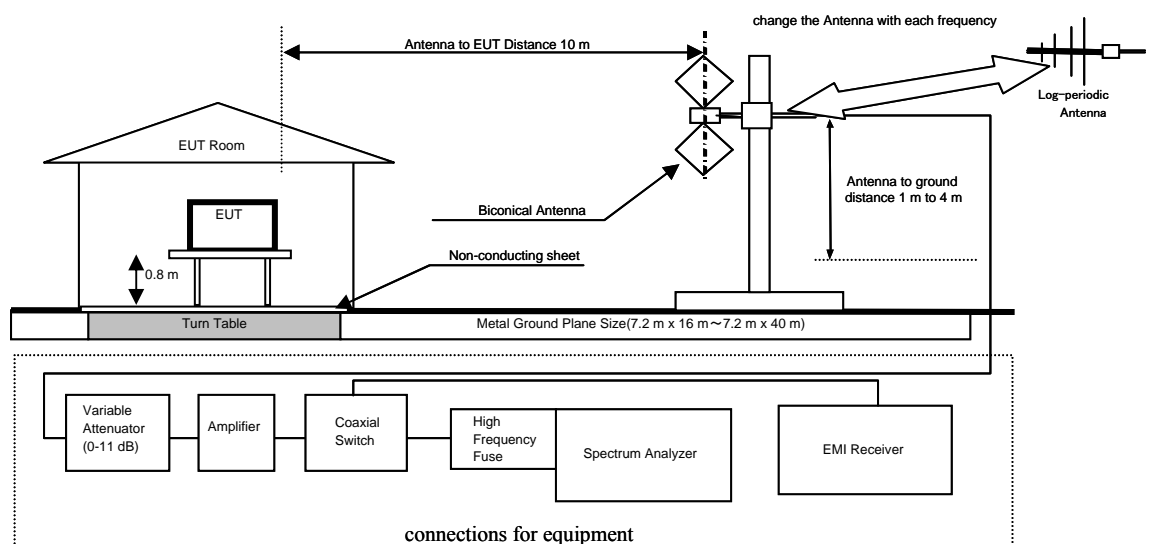 change the Antenna with each frequency
Antenna to EUT Distance 10 m
Log-periodic
Antenna
EUT Room
Antenna to ground
distance 1 m to 4 m
EUT
Biconical Antenna
Non-conducting sheet
0.8 m
Turn Table
Metal Ground Plane Size(7.2 m x 16 m～7.2 m x 40 m)
Variable
Attenuator
(0-11 dB)
Amplifier
Coaxial
Switch
High
Frequency
Fuse
Spectrum Analyzer
EMI Receiver
connections for equipment